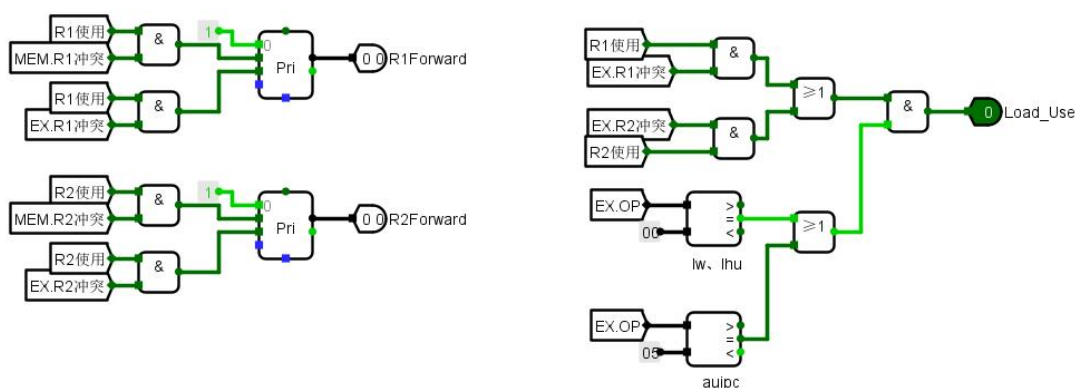 R1使用
&
MEM.R1冲突
1
0
Pri
0 0
R1Forward
R1使用
&
EX.R1冲突
R2使用
&
MEM.R2冲突
1
0
Pri
0 0
R2Forward
R2使用
&
EX.R2冲突
R1使用
&
EX.R1冲突
≥1
&
0
Load_Use
EX.R2冲突
&
R2使用
EX.OP
>
=
<
00
≥1
lw、lhu
EX.OP
>
=
<
05
auipc